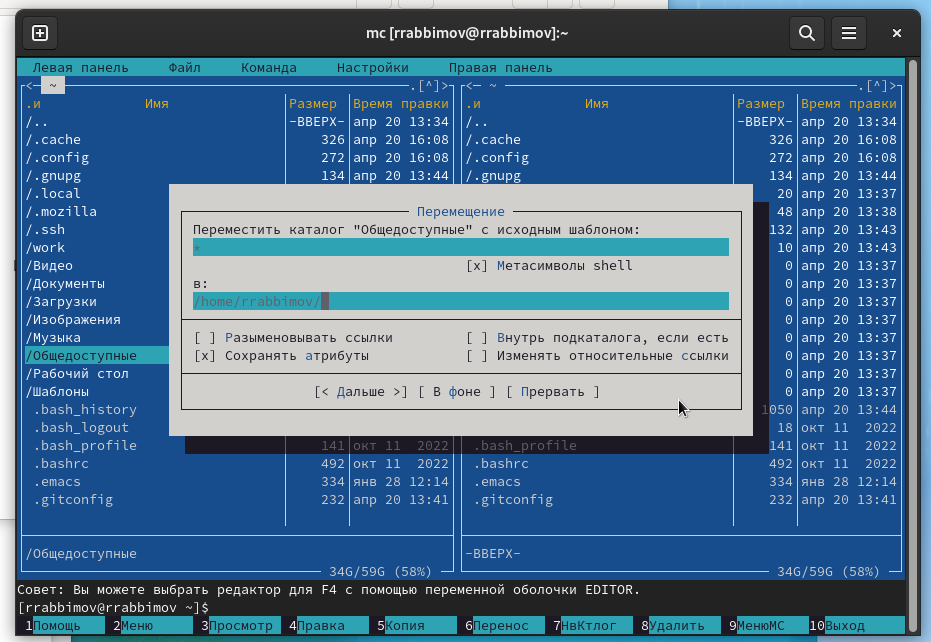 mc [rrabbimov@rrabbimov]:~
Левая панель Файл Команда Настройки Правая панель
<─ ~ .[^]> <─ ~ .[^]>
.и Имя Размер Время правки .и Имя Размер Время правки
/.. -ВВЕРХ- апр 20 13:34 /.. -ВВЕРХ- апр 20 13:34
/.cache 326 апр 20 16:08 /.cache 326 апр 20 16:08
/.config 272 апр 20 16:08 /.config 272 апр 20 16:08
/.gnupg 134 апр 20 13:44 /.gnupg 134 апр 20 13:44
/.local 20 апр 20 13:37
/.mozilla Перемещение 48 апр 20 13:38
/.ssh Переместить каталог "Общедоступные" с исходным шаблоном: 132 апр 20 13:43
/work * 10 апр 20 13:37
/Видео [x] Метасимволы shell 0 апр 20 13:37
/Документы в: 0 апр 20 13:37
/Загрузки /home/rrabbimov/ 0 апр 20 13:37
/Изображения 0 апр 20 13:37
/Музыка [ ] Разыменовывать ссылки [ ] Внутрь подкаталога, если есть 0 апр 20 13:37
/Общедоступные [x] Сохранять атрибуты [ ] Изменять относительные ссылки 0 апр 20 13:37
/Рабочий стол 0 апр 20 13:37
/Шаблоны [< Дальше >] [ В фоне ] [ Прервать ] 0 апр 20 13:37
.bash_history 1050 апр 20 13:44
.bash_logout 18 окт 11 2022
.bash_profile 141 окт 11 2022 .bash_profile 141 окт 11 2022
.bashrc 492 окт 11 2022 .bashrc 492 окт 11 2022
.emacs 334 янв 28 12:14 .emacs 334 янв 28 12:14
.gitconfig 232 апр 20 13:41 .gitconfig 232 апр 20 13:41
/Общедоступные -ВВЕРХ-
34G/59G (58%) 34G/59G (58%)
Совет: Вы можете выбрать редактор для F4 с помощью переменной оболочки EDITOR.
[rrabbimov@rrabbimov ~]$
1Помощь 2Меню 3Просмотр 4Правка 5Копия 6Перенос 7НвКтлог 8Удалить 9МенюMC 10Выход